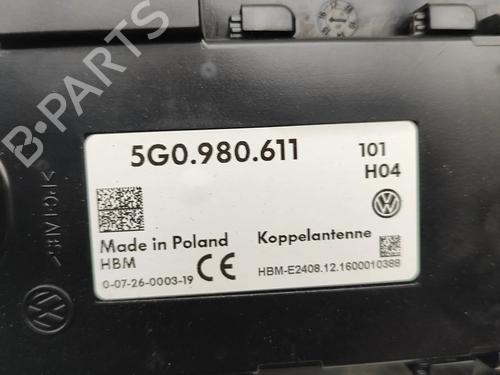 5G0.980.611 101
H04
Made in Poland Koppelantenne
HBM
0-07-26-0003-19 CE HBM-E2408.12.1600010388
B-PARTS